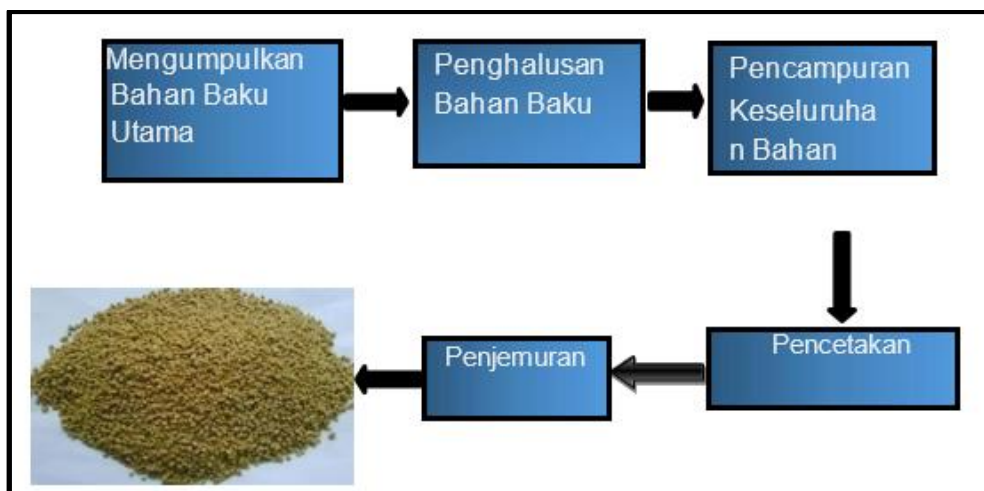 Mengumpulkan
Bahan Baku
Utama
Penghalusan
Bahan Baku
Pencampuran
Keseluruha
n Bahan
Pencetakan
Penjemuran